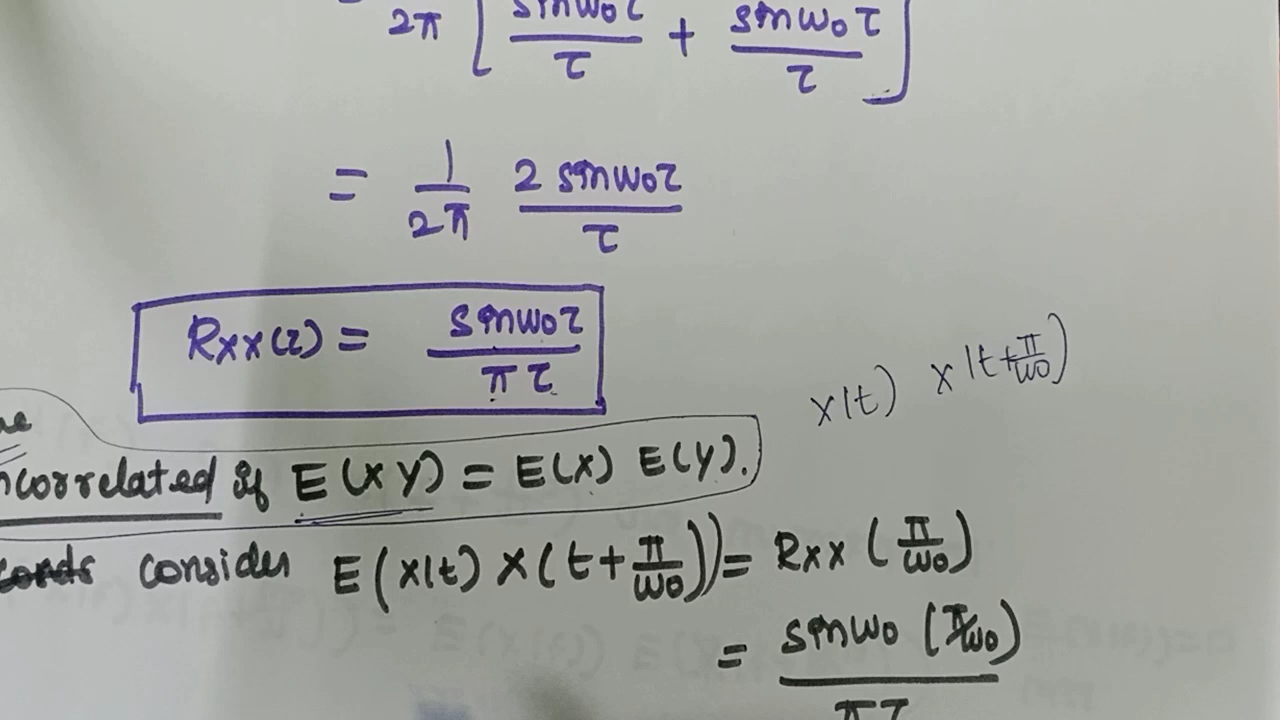 2π [ sinω₀τ/τ + sinω₀τ/τ ]
= 1/2π 2 sinω₀τ/τ
Rxx(τ) = sinω₀τ/πτ
x(t) x(t+π/ω₀)
if E(XY) = E(X) E(Y).
consider E(x(t) x(t+π/ω₀)) = Rxx(π/ω₀)
= sinω₀(π/ω₀)/πτ